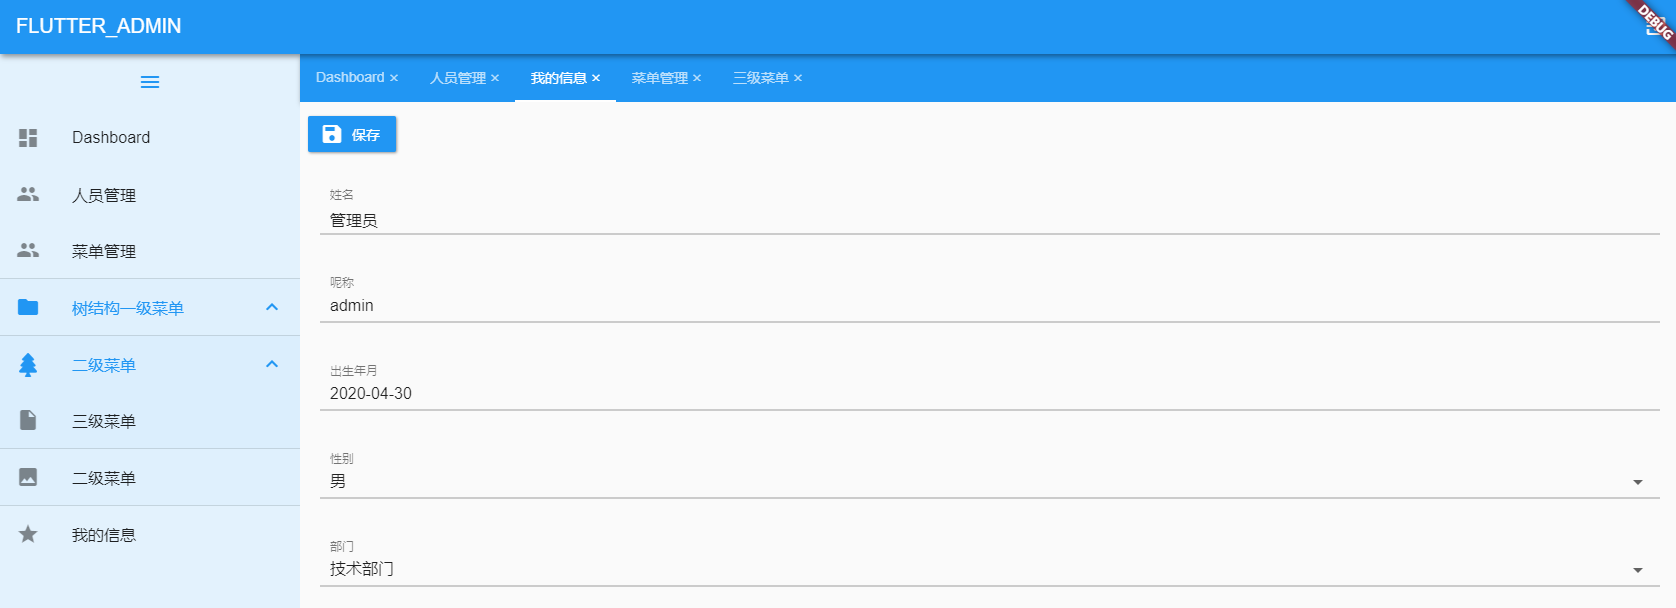 FLUTTER_ADMIN
DEBUG
Dashboard
人员管理
菜单管理
树结构一级菜单
二级菜单
三级菜单
二级菜单
我的信息
Dashboard × 人员管理 × 我的信息 × 菜单管理 × 三级菜单 ×
保存
姓名
管理员
昵称
admin
出生年月
2020-04-30
性别
男
部门
技术部门